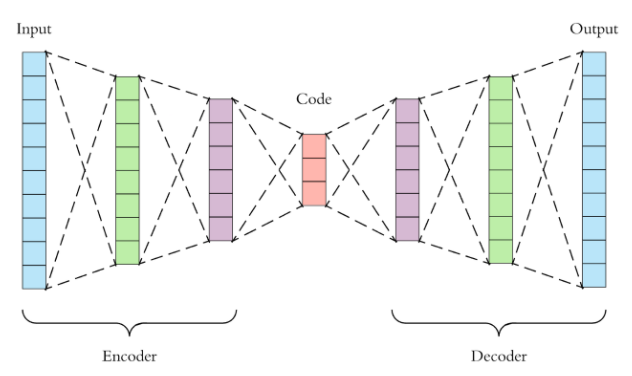 Input
Output
Code
Encoder
Decoder